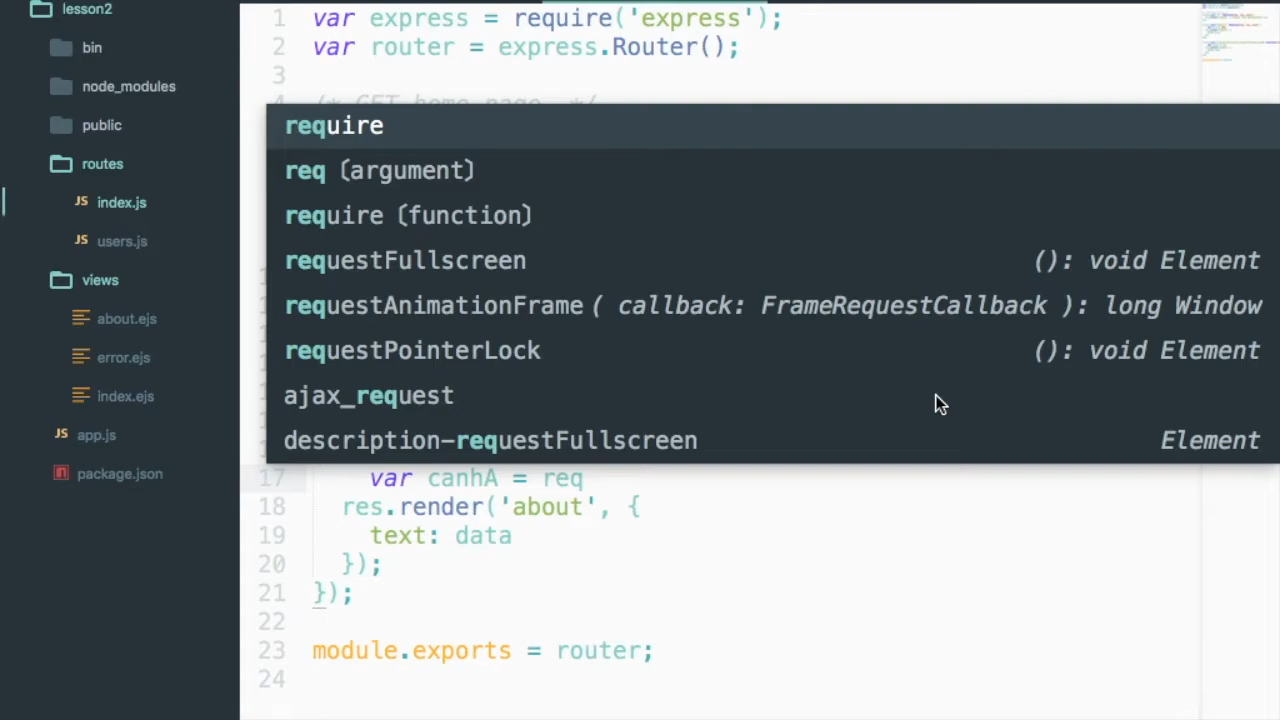 lesson2
bin
node_modules
public
routes
JS index.js
JS users.js
views
about.ejs
error.ejs
index.ejs
JS app.js
package.json
1 var express = require('express');
2 var router = express.Router();
3
4 /* GET home page. */
require
req (argument)
require (function)
requestFullscreen (): void Element
requestAnimationFrame ( callback: FrameRequestCallback ): long Window
requestPointerLock (): void Element
ajax_request
description-requestFullscreen Element
17 var canhA = req
18 res.render('about', {
19 text: data
20 });
21 });
22
23 module.exports = router;
24